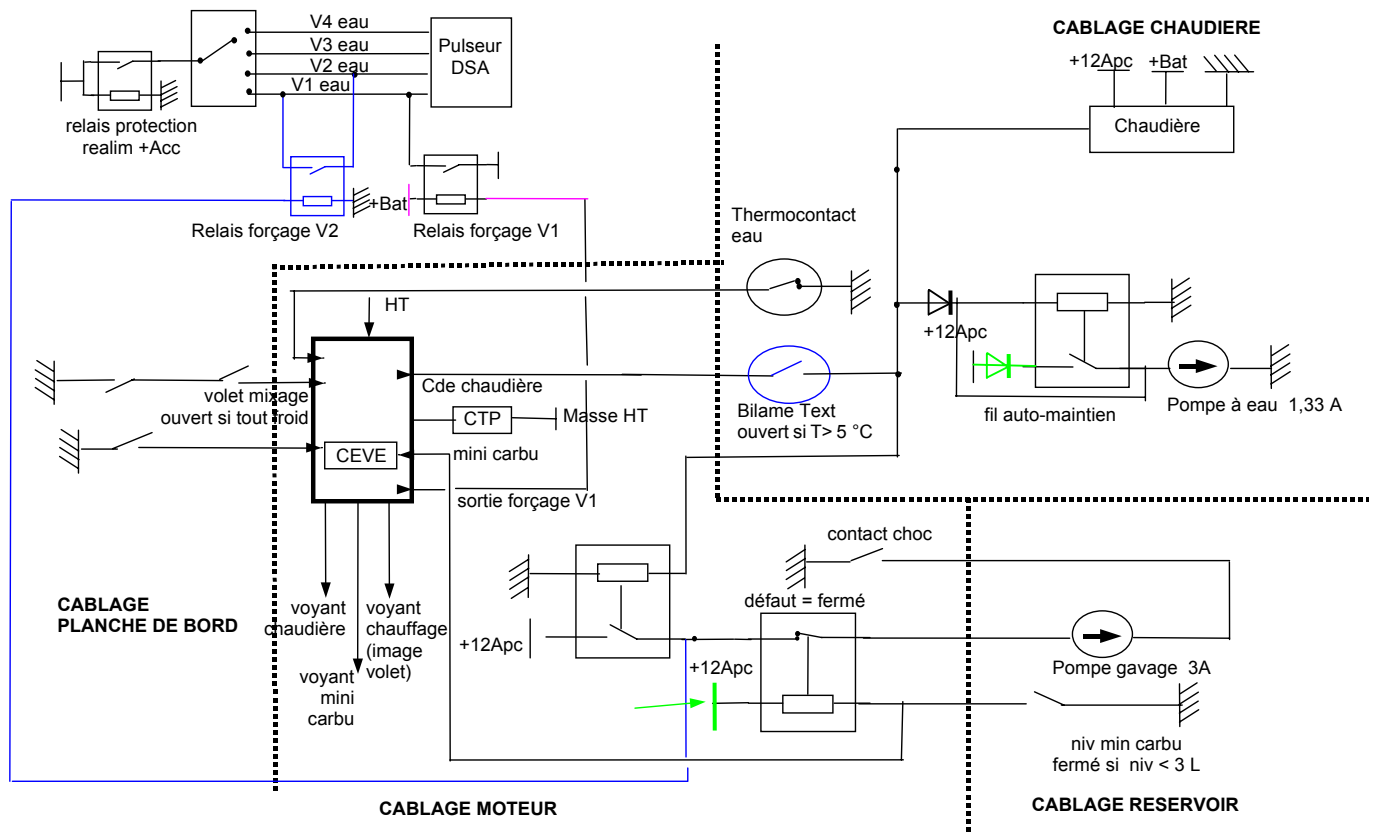 V4 eau
V3 eau
V2 eau
V1 eau
Pulseur
DSA
relais protection
realim +Acc
+Bat
Relais forçage V2
Relais forçage V1
CABLAGE CHAUDIERE
+12Apc
+Bat
Chaudière
Thermocontact
eau
+12Apc
fil auto-maintien
Pompe à eau 1,33 A
Bilame Text
ouvert si T> 5 °C
HT
Cde chaudière
volet mixage
ouvert si tout froid
CTP
Masse HT
CEVE
mini carbu
sortie forçage V1
voyant
chaudière
voyant
chauffage
(image
volet)
voyant
mini
carbu
CABLAGE
PLANCHE DE BORD
contact choc
défaut = fermé
+12Apc
+12Apc
Pompe gavage 3A
niv min carbu
fermé si niv < 3 L
CABLAGE MOTEUR
CABLAGE RESERVOIR